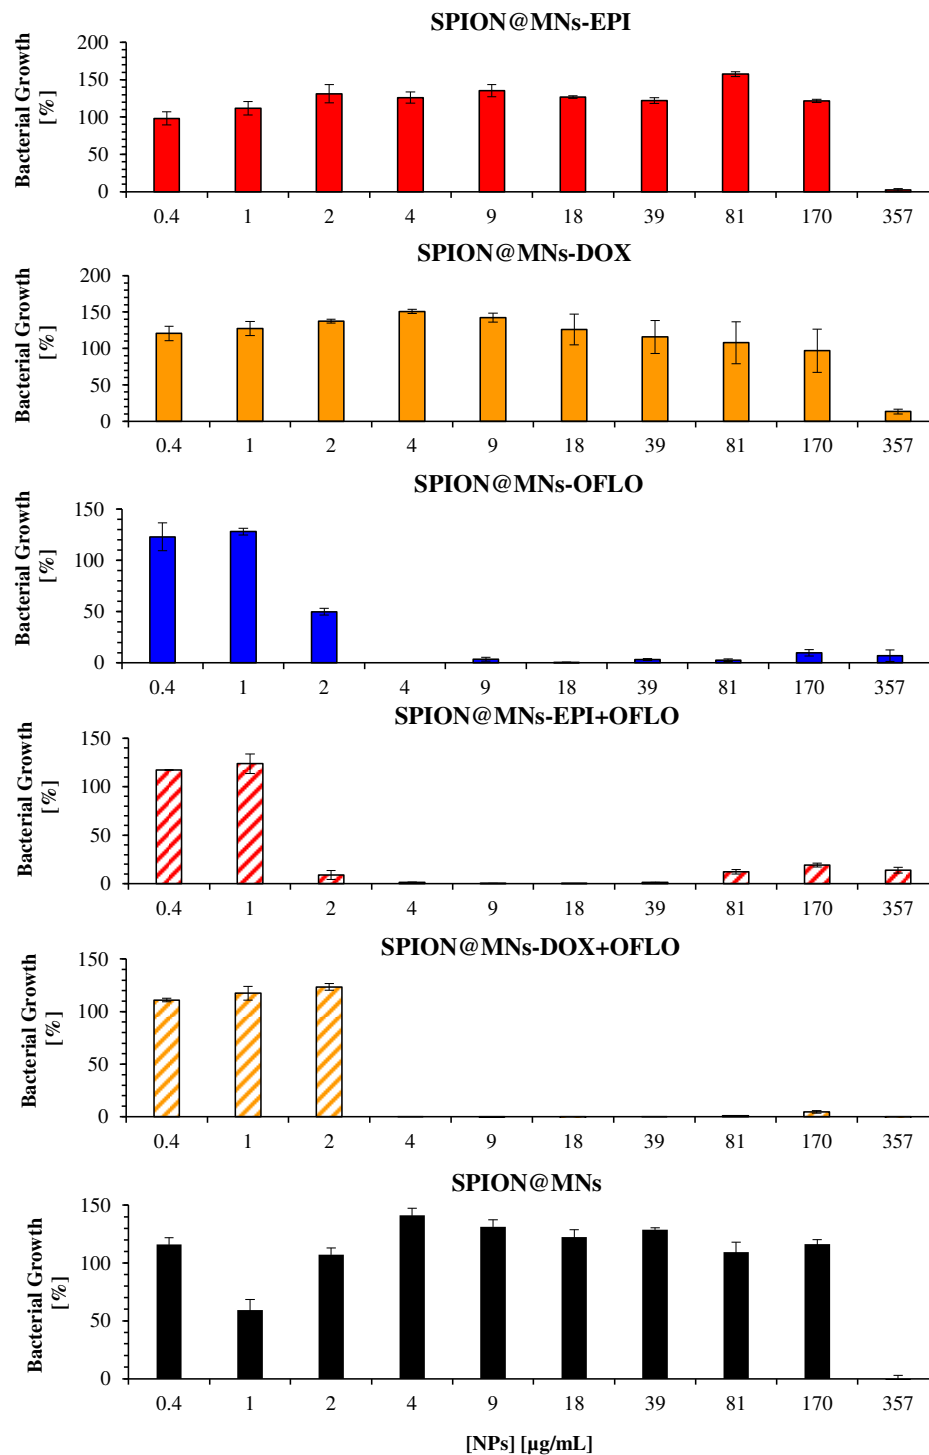 SPION@MNs-EPI
Bacterial Growth
[%]
200
150
100
50
0
0.4 1 2 4 9 18 39 81 170 357
SPION@MNs-DOX
Bacterial Growth
[%]
200
150
100
50
0
0.4 1 2 4 9 18 39 81 170 357
SPION@MNs-OFLO
Bacterial Growth
[%]
150
100
50
0
0.4 1 2 4 9 18 39 81 170 357
SPION@MNs-EPI+OFLO
Bacterial Growth
[%]
150
100
50
0
0.4 1 2 4 9 18 39 81 170 357
SPION@MNs-DOX+OFLO
Bacterial Growth
[%]
150
100
50
0
0.4 1 2 4 9 18 39 81 170 357
SPION@MNs
Bacterial Growth
[%]
150
100
50
0
0.4 1 2 4 9 18 39 81 170 357
[NPs] [µg/mL]